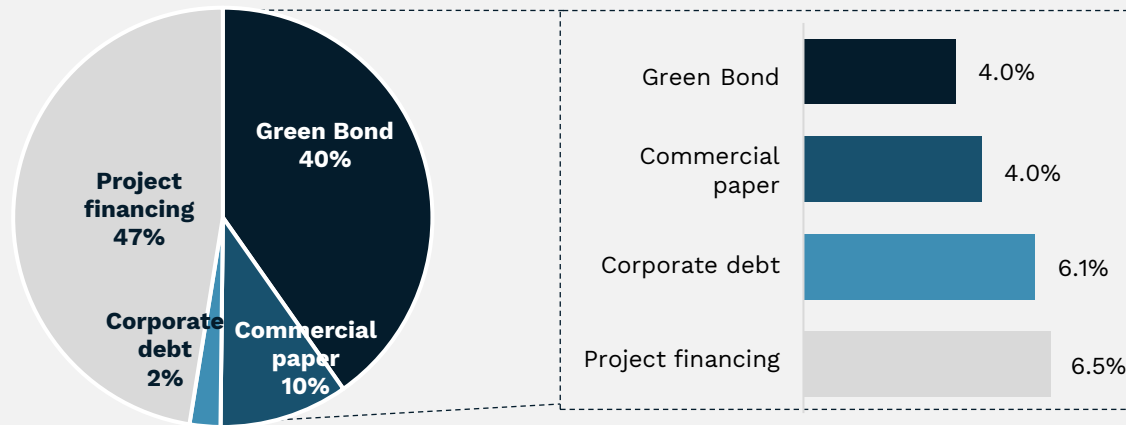 Green Bond
40%
Project
financing
47%
Corporate
debt
2%
Commercial
paper
10%
Green Bond
4.0%
Commercial
paper
4.0%
Corporate debt
6.1%
Project financing
6.5%